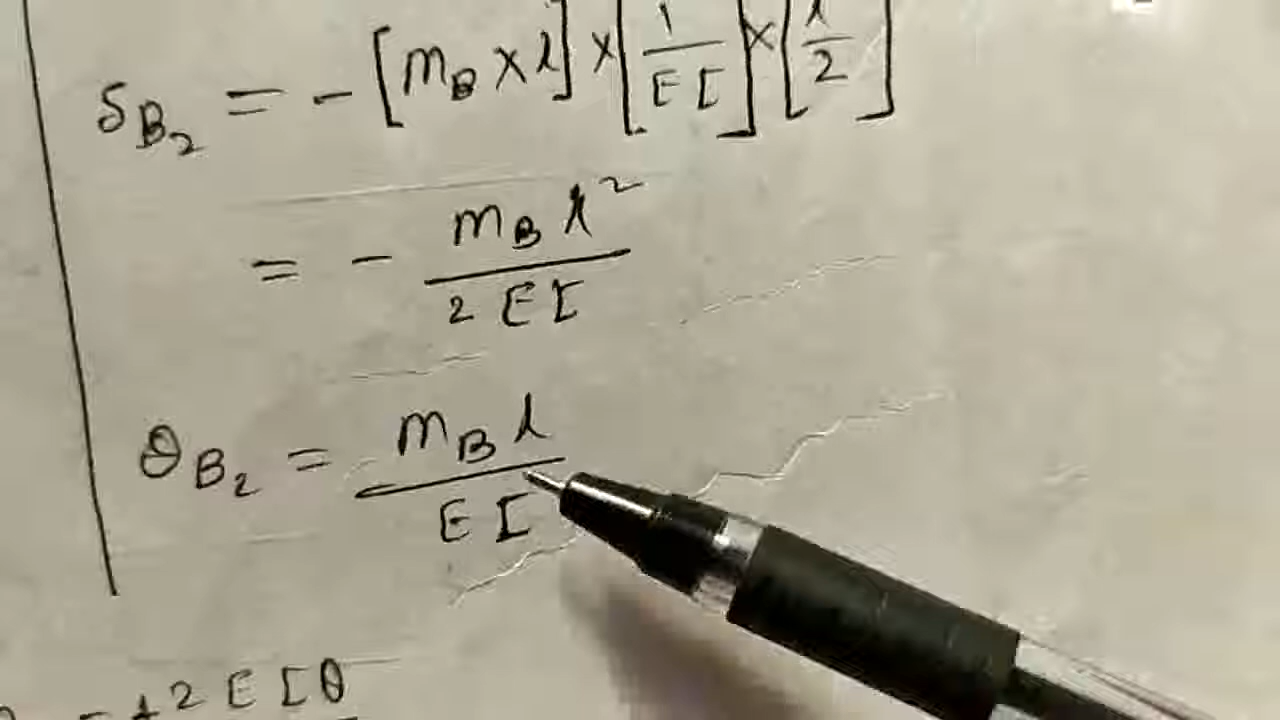 δB₂ = - [mB × l] × [1/EI] × [l/2]
= - mB l²/2EI
θB₂ = mB l/EI
2EIθ